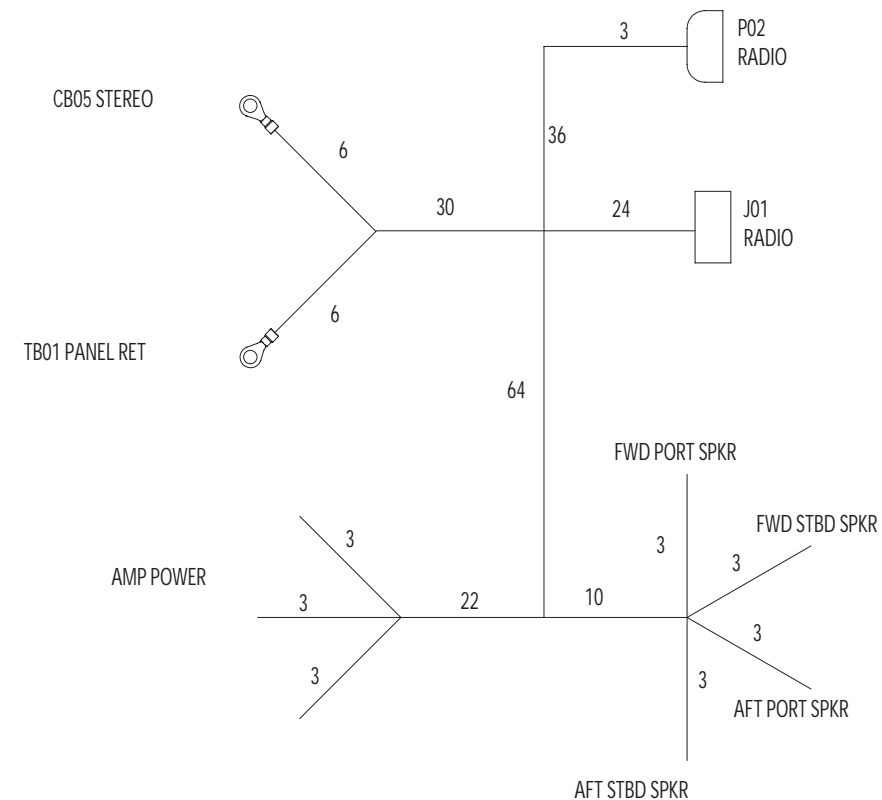 3
P02
RADIO
CB05 STEREO
36
6
30
24
J01
RADIO
6
TB01 PANEL RET
64
FWD PORT SPKR
FWD STBD SPKR
3
3
3
AMP POWER
3
22
10
3
3
3
AFT PORT SPKR
AFT STBD SPKR